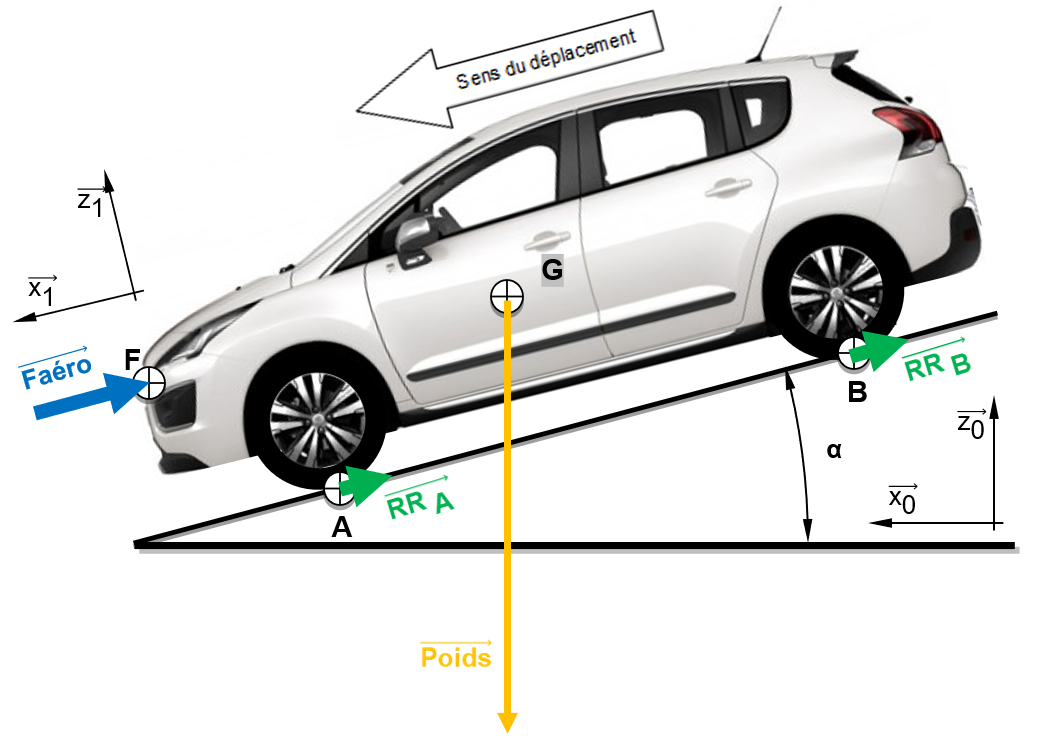 Sens du déplacement
z1
x1
G
F
Faéro
RR B
B
z0
α
x0
RR A
A
Poids